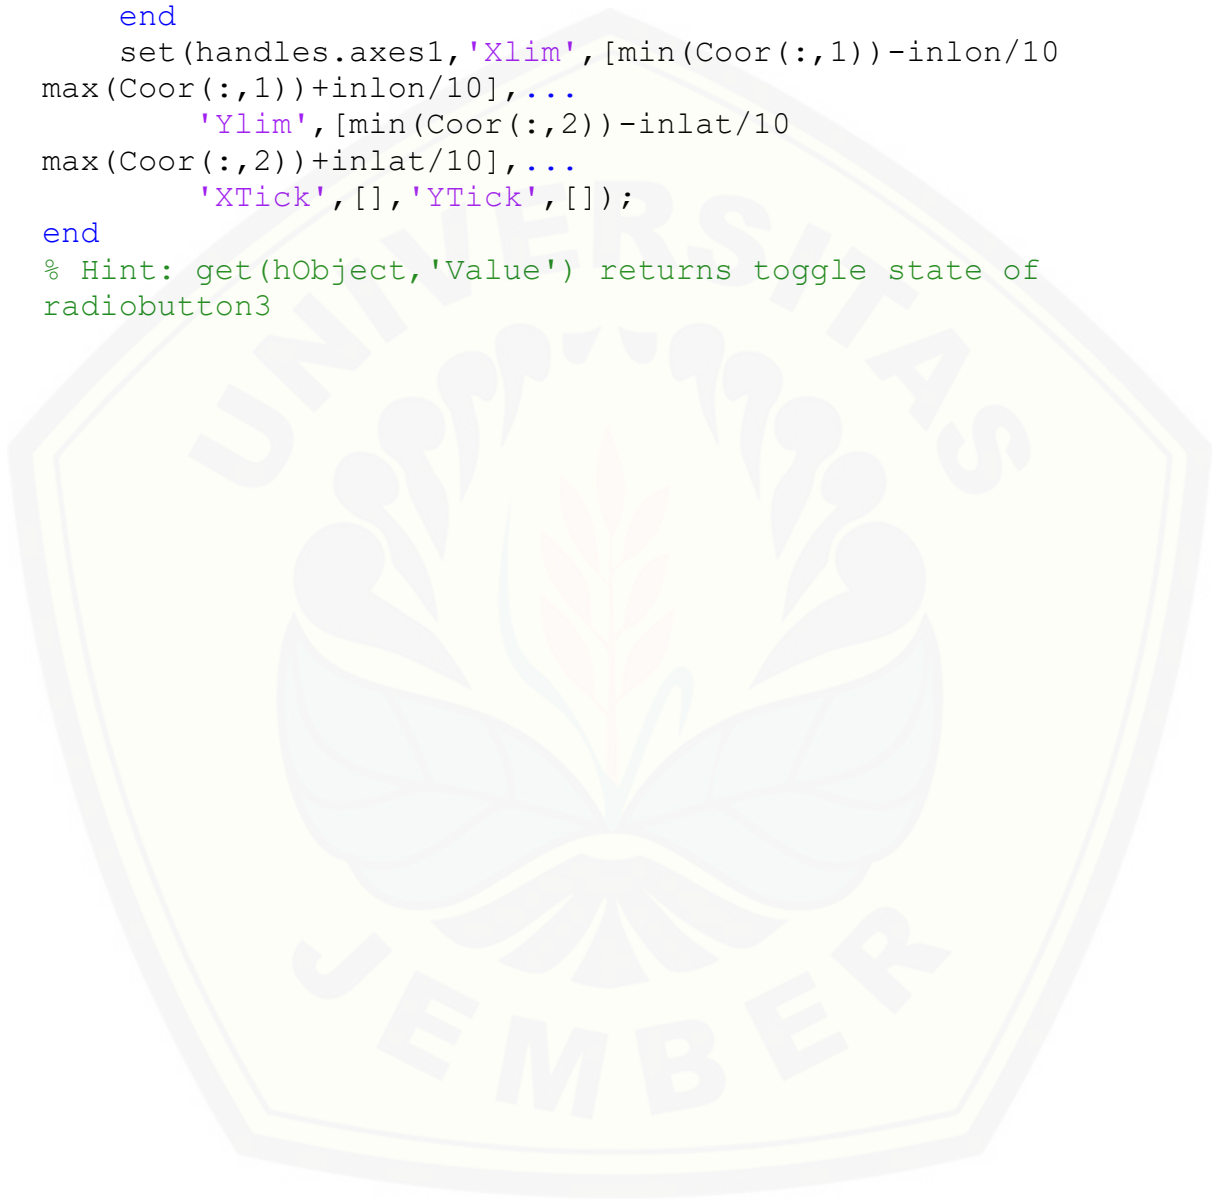 end
    set(handles.axes1,'Xlim',[min(Coor(:,1))-inlon/10
max(Coor(:,1))+inlon/10],...
        'Ylim',[min(Coor(:,2))-inlat/10
max(Coor(:,2))+inlat/10],...
        'XTick',[],'YTick',[]);
end
% Hint: get(hObject,'Value') returns toggle state of
radiobutton3
UNIVERSITAS
JEMBER